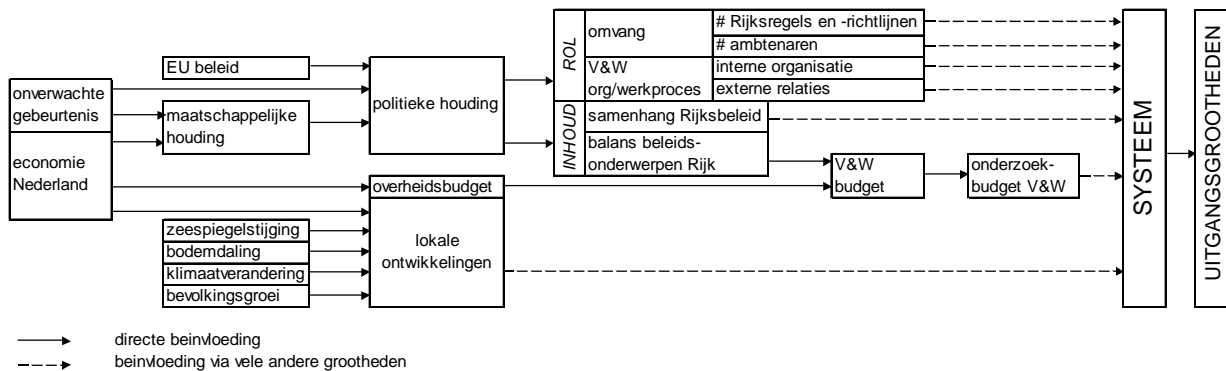 onverwachte
gebeurtenis
economie
Nederland
EU beleid
maatschappelijke
houding
zeespiegelstijging
bodemdaling
klimaatverandering
bevolkingsgroei
politieke houding
overheidsbudget
lokale
ontwikkelingen
ROL
omvang
# Rijksregels en -richtlijnen
# ambtenaren
V&W
org/werkproces
interne organisatie
externe relaties
INHOUD
samenhang Rijksbeleid
balans beleids-
onderwerpen Rijk
V&W
budget
onderzoek-
budget V&W
SYSTEEM
UITGANGSGROOTHEDEN
directe beinvloeding
beinvloeding via vele andere grootheden